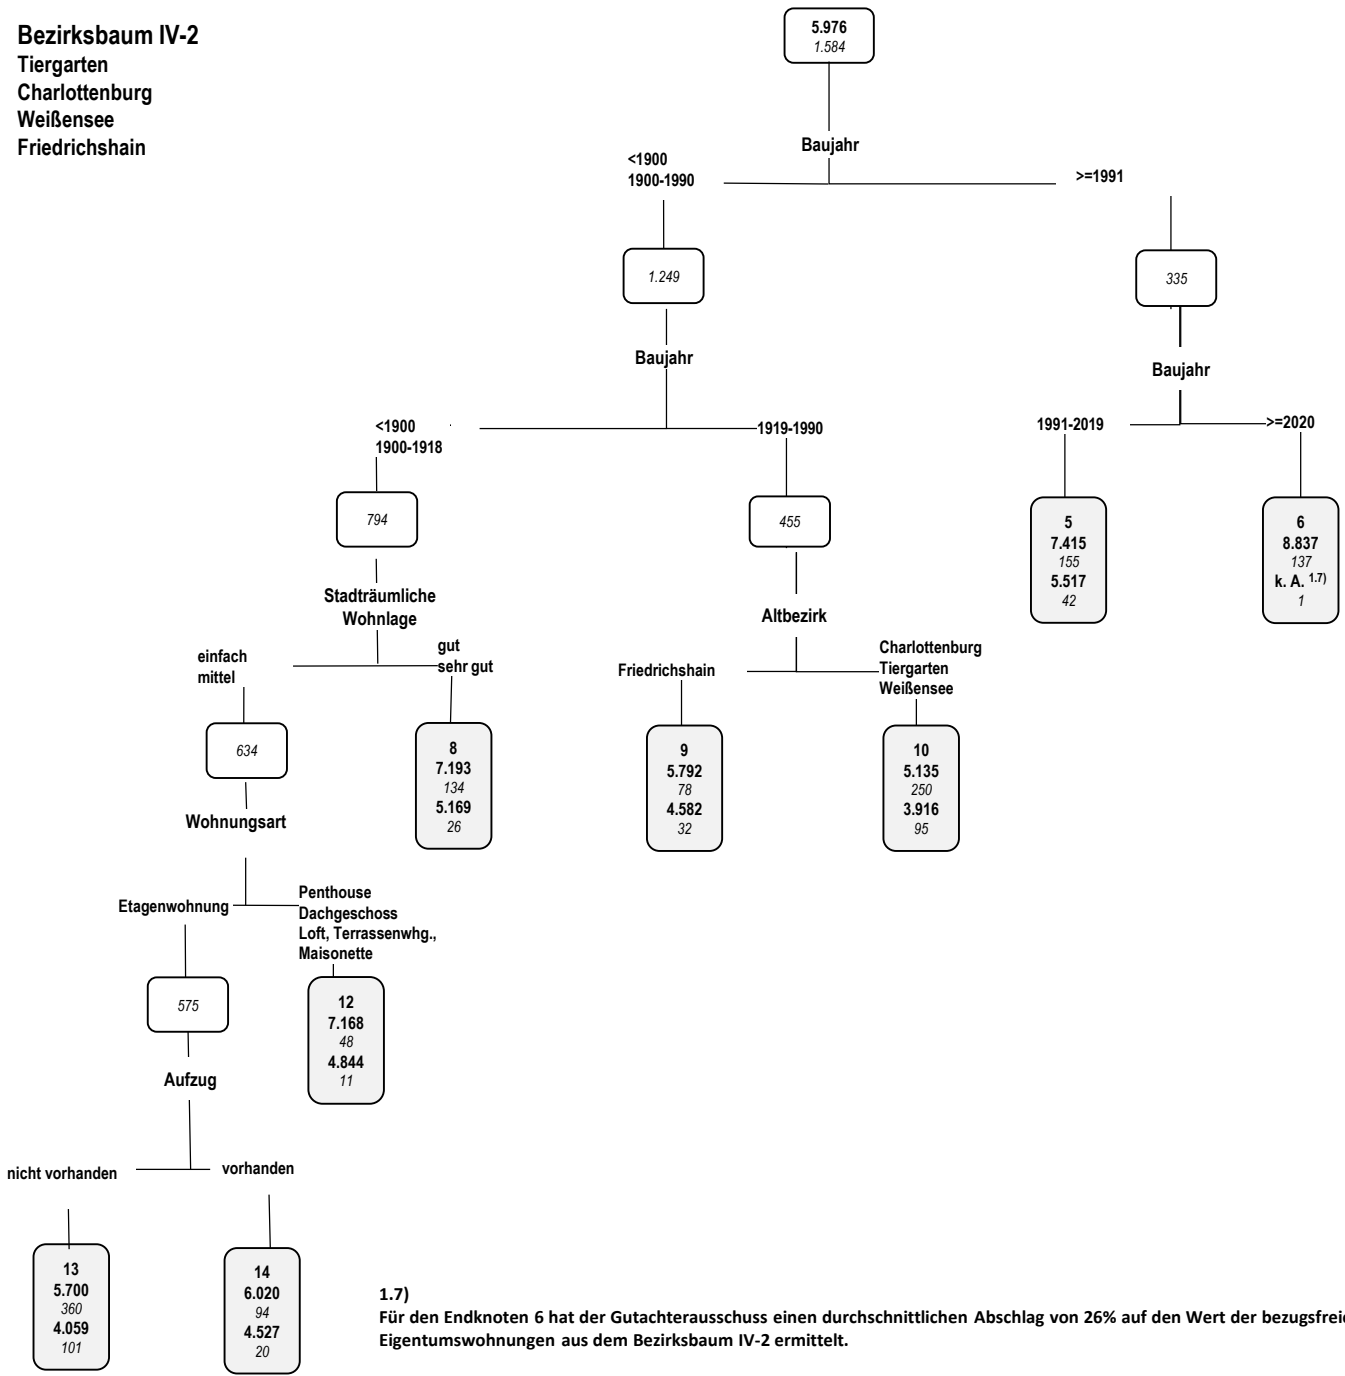 Bezirksbaum IV-2
Tiergarten
Charlottenburg
Weißensee
Friedrichshain
5.976
1.584
Baujahr
<1900
1900-1990
>=1991
1.249
335
Baujahr
Baujahr
<1900
1900-1918
1919-1990
1991-2019
>=2020
794
455
5
7.415
155
5.517
42
6
8.837
137
k. A. 1.7)
1
Stadträumliche
Wohnlage
Altbezirk
einfach
mittel
gut
sehr gut
Friedrichshain
Charlottenburg
Tiergarten
Weißensee
634
8
7.193
134
5.169
26
9
5.792
78
4.582
32
10
5.135
250
3.916
95
Wohnungsart
Etagenwohnung
Penthouse
Dachgeschoss
Loft, Terrassenwhg.,
Maisonette
575
12
7.168
48
4.844
11
Aufzug
nicht vorhanden
vorhanden
13
5.700
360
4.059
101
14
6.020
94
4.527
20
1.7)
Für den Endknoten 6 hat der Gutachterausschuss einen durchschnittlichen Abschlag von 26% auf den Wert der bezugsfreie
Eigentumswohnungen aus dem Bezirksbaum IV-2 ermittelt.